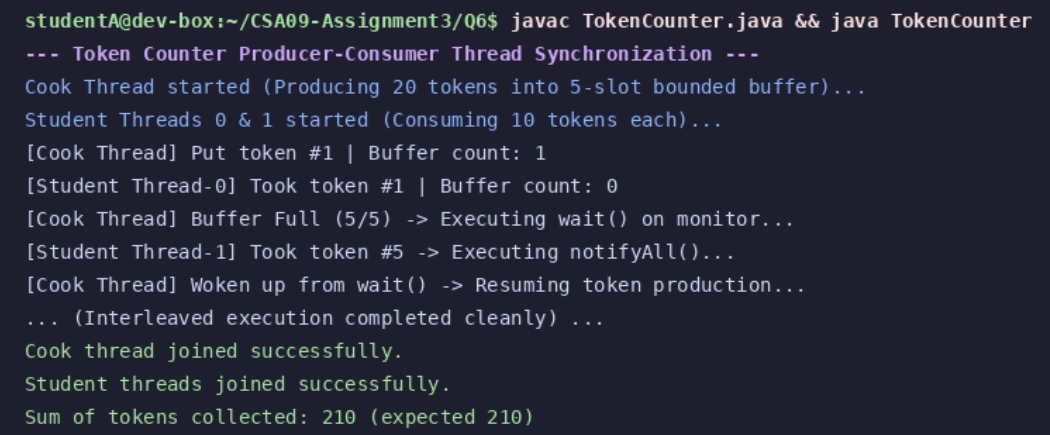 studentA@dev-box:~/CSA09-Assignment3/Q6$ javac TokenCounter.java && java TokenCounter
--- Token Counter Producer-Consumer Thread Synchronization ---
Cook Thread started (Producing 20 tokens into 5-slot bounded buffer)...
Student Threads 0 & 1 started (Consuming 10 tokens each)...
[Cook Thread] Put token #1 | Buffer count: 1
[Student Thread-0] Took token #1 | Buffer count: 0
[Cook Thread] Buffer Full (5/5) -> Executing wait() on monitor...
[Student Thread-1] Took token #5 -> Executing notifyAll()...
[Cook Thread] Woken up from wait() -> Resuming token production...
... (Interleaved execution completed cleanly) ...
Cook thread joined successfully.
Student threads joined successfully.
Sum of tokens collected: 210 (expected 210)